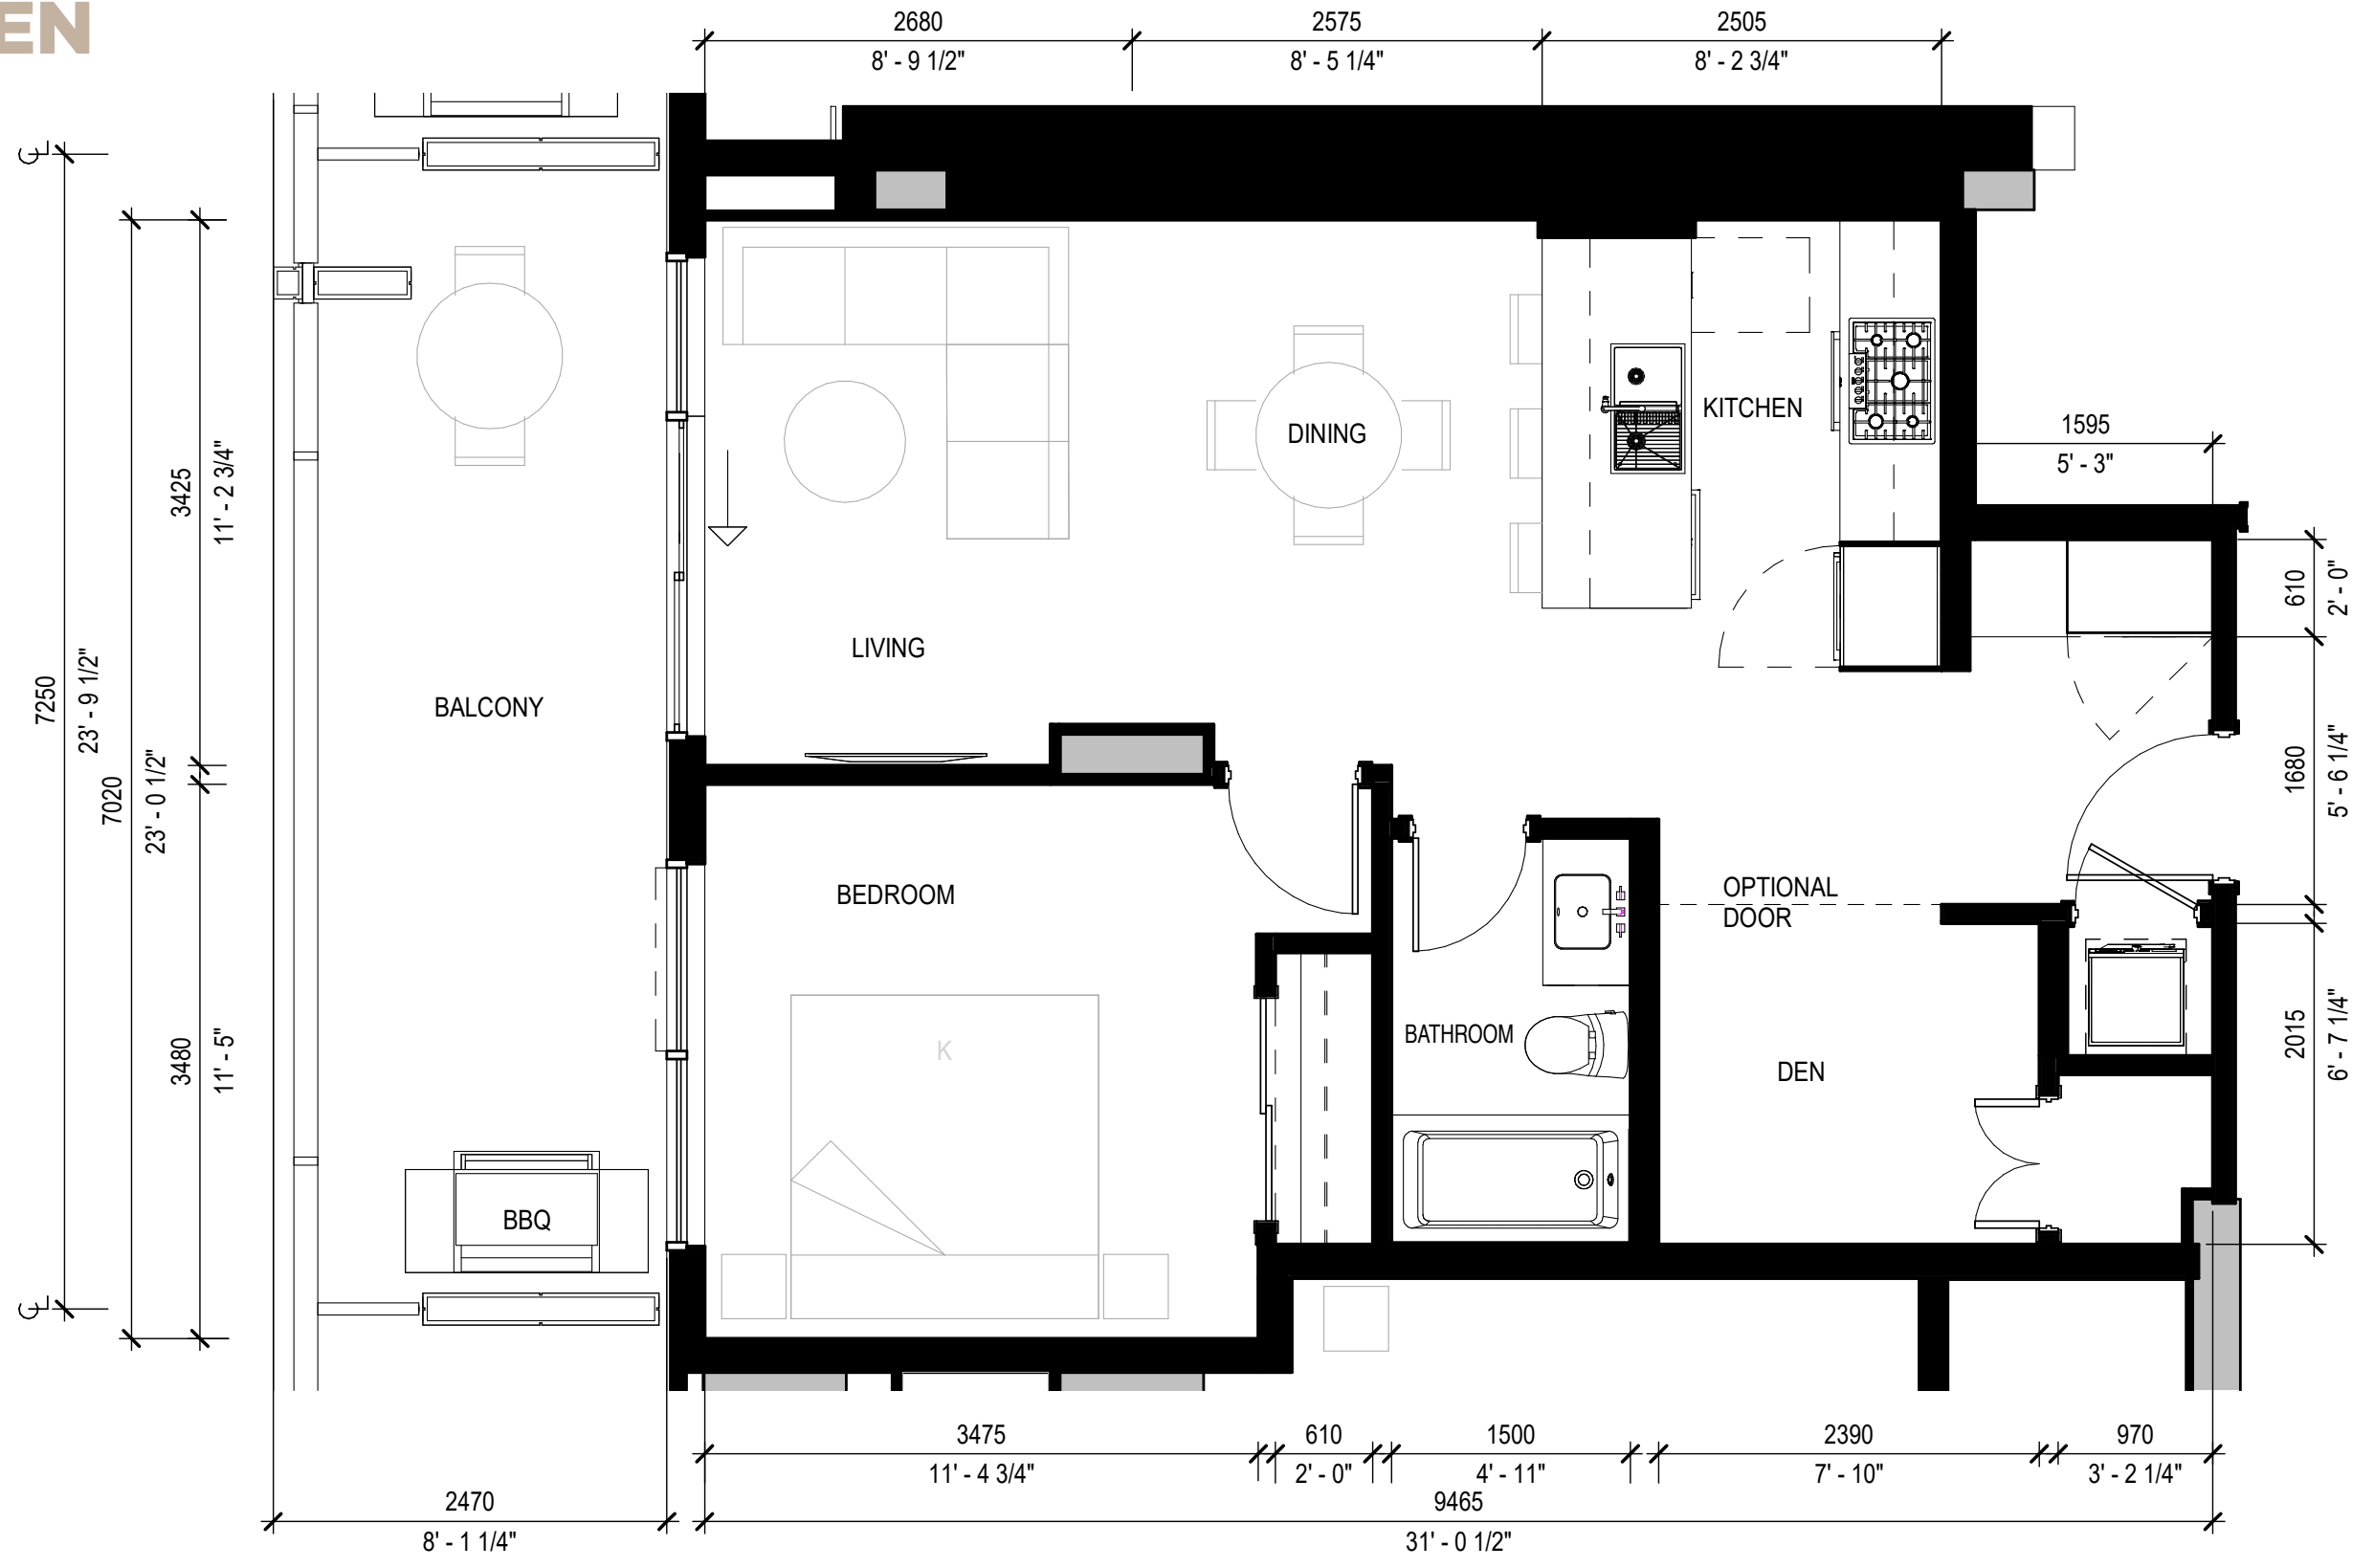 EN
2680
2575
2505
8' - 9 1/2"
8' - 5 1/4"
8' - 2 3/4"
KITCHEN
DINING
1595
5' - 3"
3425
11' - 2 3/4"
610
2' - 0"
LIVING
BALCONY
7250
23' - 9 1/2"
7020
23' - 0 1/2"
1680
5' - 6 1/4"
BEDROOM
OPTIONAL
DOOR
K
BATHROOM
DEN
3480
11' - 5"
2015
6' - 7 1/4"
BBQ
3475
610
1500
2390
970
11' - 4 3/4"
2' - 0"
4' - 11"
7' - 10"
3' - 2 1/4"
2470
9465
8' - 1 1/4"
31' - 0 1/2"